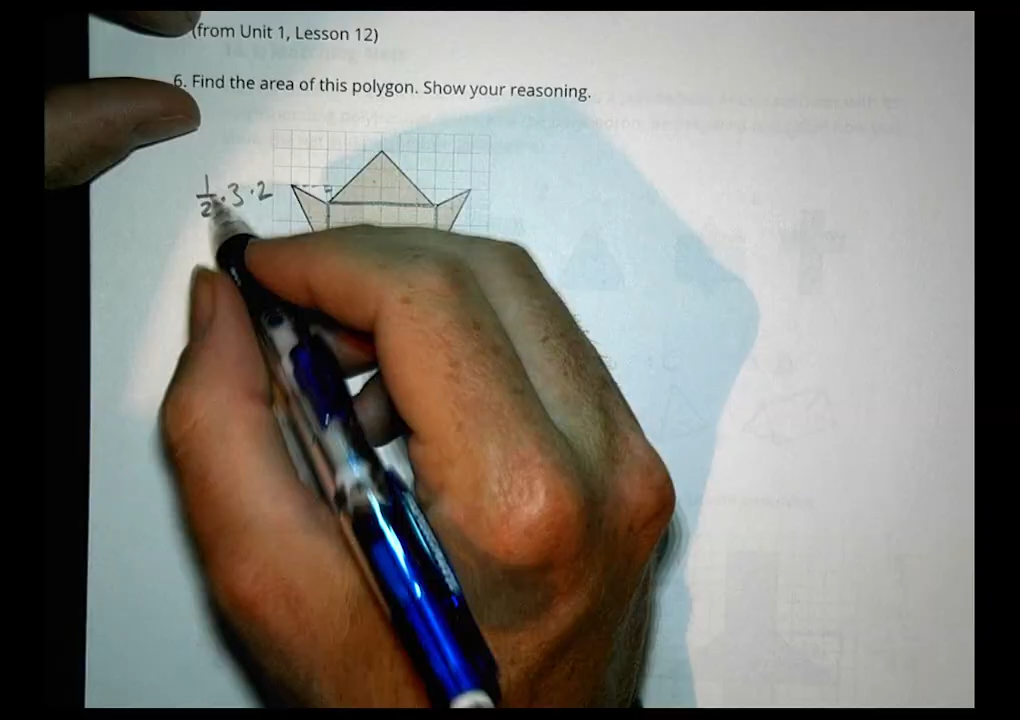 (from Unit 1, Lesson 12)
6. Find the area of this polygon. Show your reasoning.
1/2 · 3 · 2